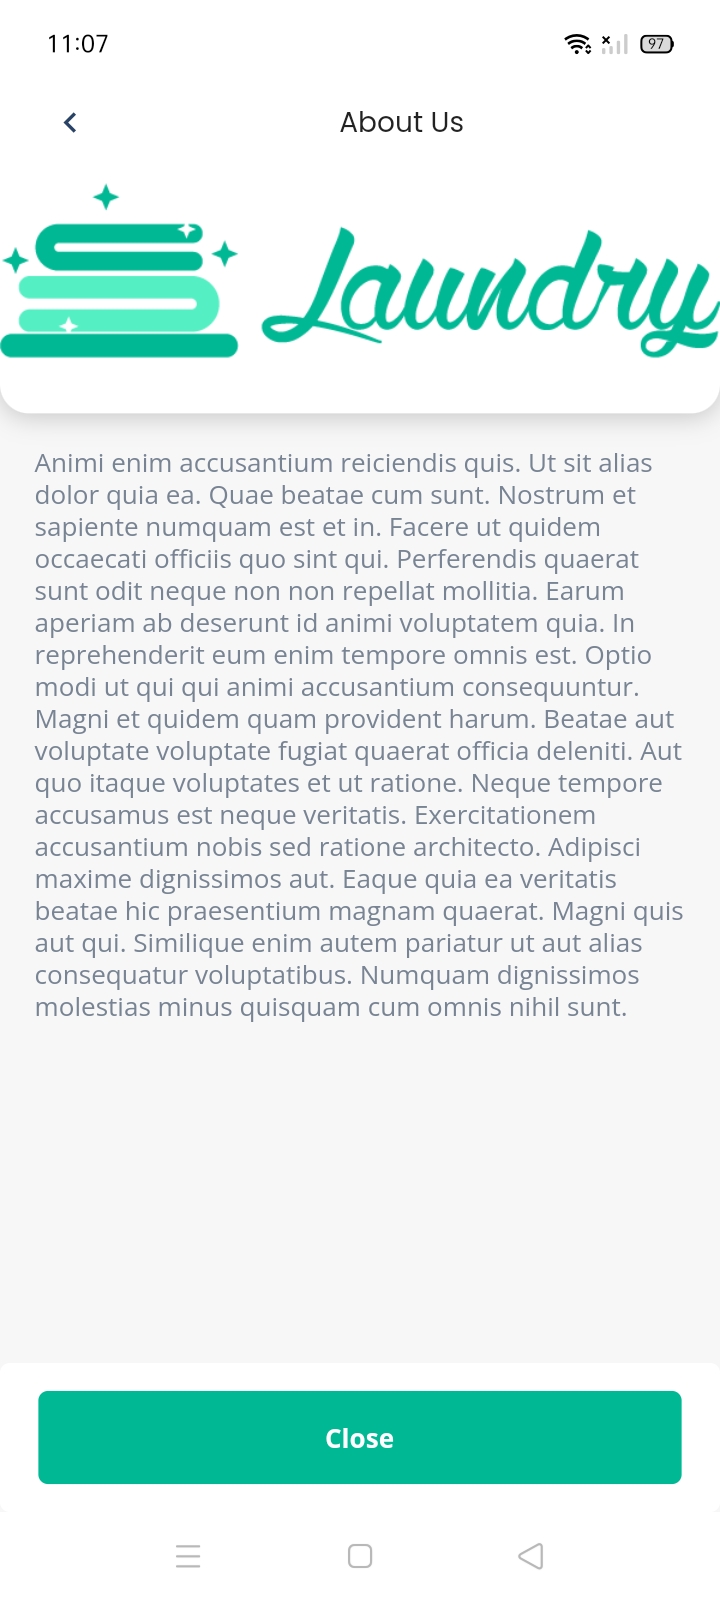 11:07
97
About Us
Laundry
Animi enim accusantium reiciendis quis. Ut sit alias
dolor quia ea. Quae beatae cum sunt. Nostrum et
sapiente numquam est et in. Facere ut quidem
occaecati officiis quo sint qui. Perferendis quaerat
sunt odit neque non non repellat mollitia. Earum
aperiam ab deserunt id animi voluptatem quia. In
reprehenderit eum enim tempore omnis est. Optio
modi ut qui qui animi accusantium consequuntur.
Magni et quidem quam provident harum. Beatae aut
voluptate voluptate fugiat quaerat officia deleniti. Aut
quo itaque voluptates et ut ratione. Neque tempore
accusamus est neque veritatis. Exercitationem
accusantium nobis sed ratione architecto. Adipisci
maxime dignissimos aut. Eaque quia ea veritatis
beatae hic praesentium magnam quaerat. Magni quis
aut qui. Similique enim autem pariatur ut aut alias
consequatur voluptatibus. Numquam dignissimos
molestias minus quisquam cum omnis nihil sunt.
Close